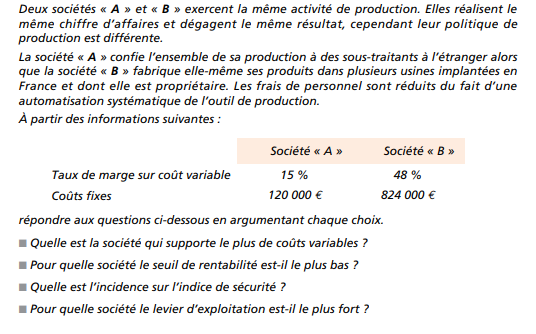 Deux sociétés « A » et « B » exercent la même activité de production. Elles réalisent le
même chiffre d'affaires et dégagent le même résultat, cependant leur politique de
production est différente.
La société « A » confie l'ensemble de sa production à des sous-traitants à l'étranger alors
que la société « B » fabrique elle-même ses produits dans plusieurs usines implantées en
France et dont elle est propriétaire. Les frais de personnel sont réduits du fait d'une
automatisation systématique de l'outil de production.
À partir des informations suivantes :
Société « A » Société « B »
Taux de marge sur coût variable 15 % 48 %
Coûts fixes 120 000 € 824 000 €
répondre aux questions ci-dessous en argumentant chaque choix.
■ Quelle est la société qui supporte le plus de coûts variables ?
■ Pour quelle société le seuil de rentabilité est-il le plus bas ?
■ Quelle est l'incidence sur l'indice de sécurité ?
■ Pour quelle société le levier d'exploitation est-il le plus fort ?